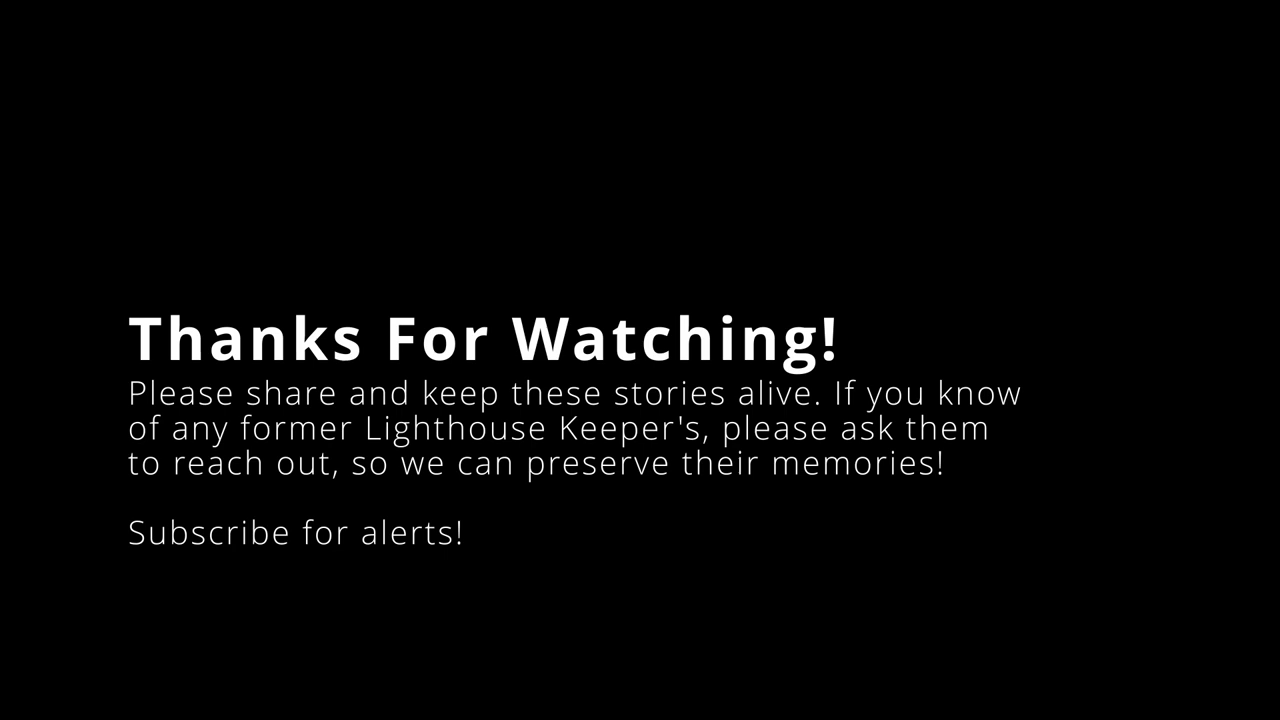 Thanks For Watching!
Please share and keep these stories alive. If you know
of any former Lighthouse Keeper's, please ask them
to reach out, so we can preserve their memories!
Subscribe for alerts!